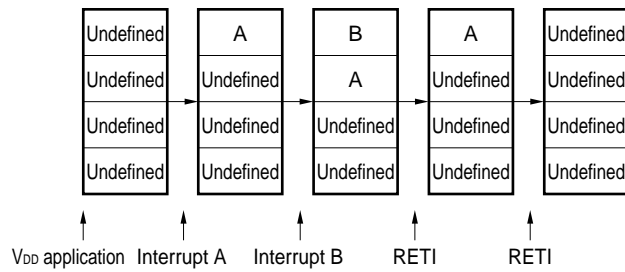 Undefined A B A Undefined
Undefined Undefined A Undefined Undefined
Undefined Undefined Undefined Undefined Undefined
Undefined Undefined Undefined Undefined Undefined
VDD application Interrupt A Interrupt B RETI RETI